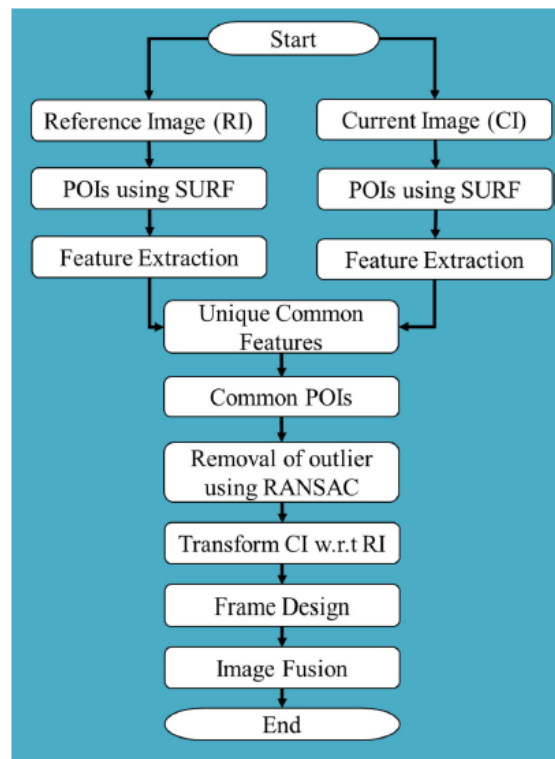 Start
Reference Image (RI)
Current Image (CI)
POIs using SURF
POIs using SURF
Feature Extraction
Feature Extraction
Unique Common
Features
Common POIs
Removal of outlier
using RANSAC
Transform CI w.r.t RI
Frame Design
Image Fusion
End